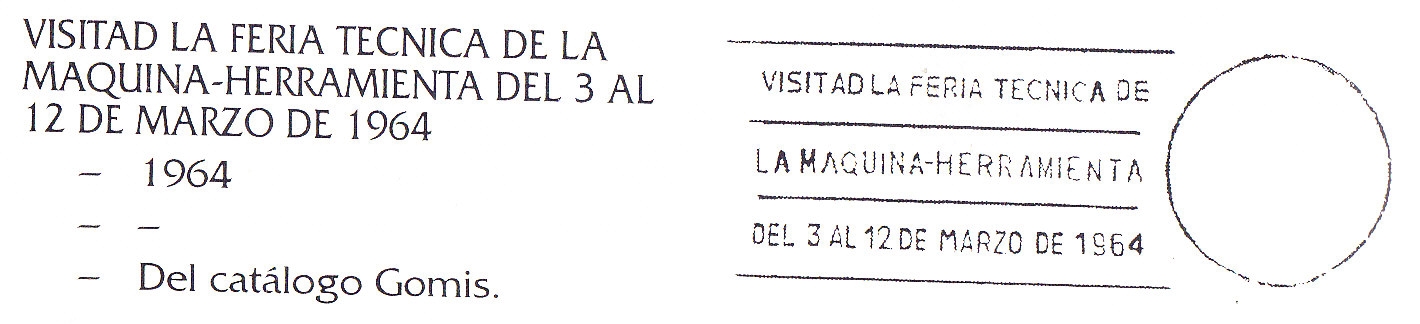 VISITAD LA FERIA TECNICA DE LA
MAQUINA-HERRAMIENTA DEL 3 AL
12 DE MARZO DE 1964
– 1964
– –
– Del catálogo Gomis.
VISITAD LA FERIA TECNICA DE
LA MAQUINA-HERRAMIENTA
DEL 3 AL 12 DE MARZO DE 1964